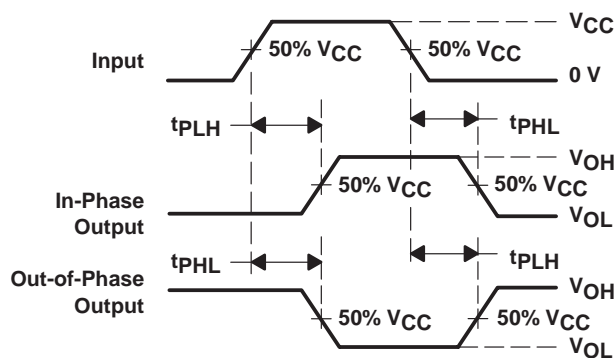 VCC
Input
50% VCC
50% VCC
0 V
tPLH
tPHL
VOH
In-Phase
Output
50% VCC
50% VCC
VOL
tPHL
tPLH
Out-of-Phase
Output
VOH
50% VCC
50% VCC
VOL